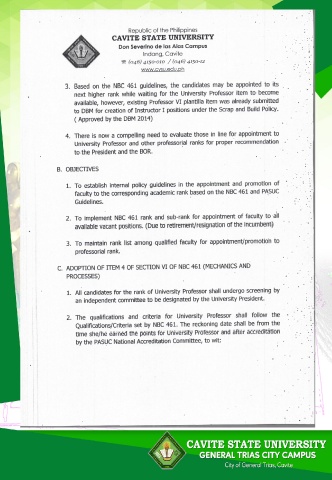 Republic of the Philippines
CAVITE STATE UNIVERSITY
Don Severino de las Alas Campus
Indang, Cavite
☎ (046) 4150-010 / (046) 4150-12
www.cvsu.edu.ph
3. Based on the NBC 461 guidelines, the candidates may be appointed to its
next higher rank while waiting for the University Professor item to become
available, however, existing Professor VI plantilla item was already submitted
to DBM for creation of Instructor I positions under the Scrap and Build Policy.
( Approved by the DBM 2014)
4. There is now a compelling need to evaluate those in line for appointment to
University Professor and other professorial ranks for proper recommendation
to the President and the BOR.
B. OBJECTIVES
1. To establish internal policy guidelines in the appointment and promotion of
faculty to the corresponding academic rank based on the NBC 461 and PASUC
Guidelines.
2. To implement NBC 461 rank and sub-rank for appointment of faculty to all
available vacant positions. (Due to retirement/resignation of the incumbent)
3. To maintain rank list among qualified faculty for appointment/promotion to
professorial rank.
C. ADOPTION OF ITEM 4 OF SECTION VI OF NBC 461 (MECHANICS AND
PROCESSES)
1. All candidates for the rank of University Professor shall undergo screening by
an independent committee to be designated by the University President.
2. The qualifications and criteria for University Professor shall follow the
Qualifications/Criteria set by NBC 461. The reckoning date shall be from the
time she/he earned the points for University Professor and after accreditation
by the PASUC National Accreditation Committee, to wit:
CAVITE STATE UNIVERSITY
GENERAL TRIAS CITY CAMPUS
City of General Trias, Cavite